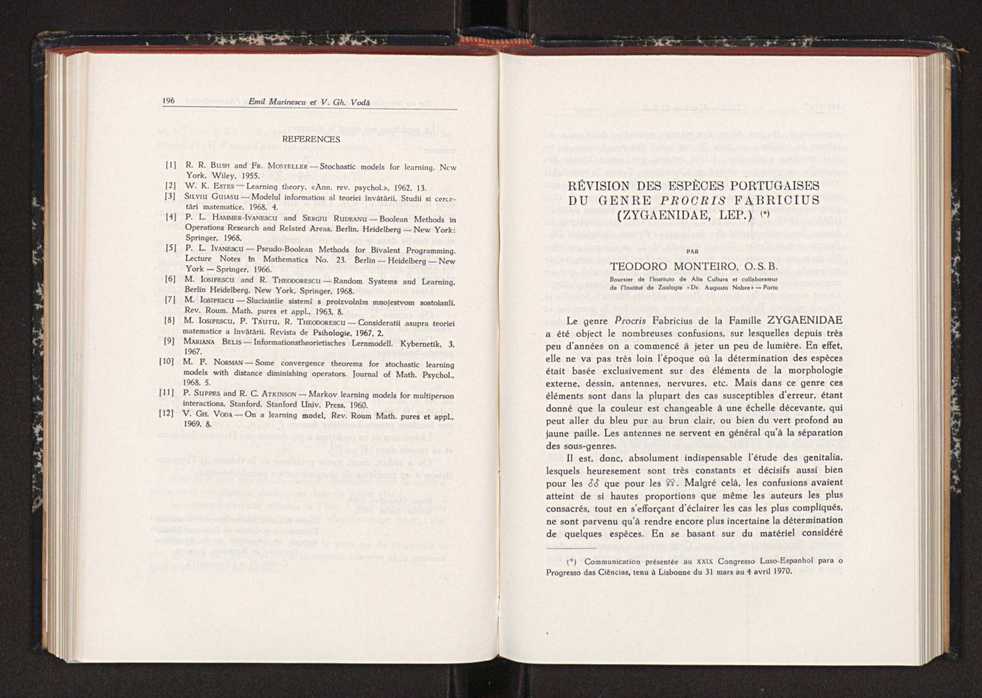 196 Emil Marinescu et V. Gh. Vodă
REFERENCES
[1] R. R. Bush and Fr. Mosteller — Stochastic models for learning. New
York. Wiley, 1955.
[2] W. K. Estes — Learning theory, «Ann. rev. psychol.», 1962, 13.
[3] Silviu Guiasu — Modelul information al teoriei învătării. Studii si cerce-
tări matematice, 1968, 4.
[4] P. L. Hammer-Ivanescu and Sergiu Rudeanu — Boolean Methods in
Operations Research and Related Areas. Berlin, Heidelberg — New York:
Springer, 1968.
[5] P. L. Ivanescu — Pseudo-Boolean Methods for Bivalent Programming.
Lecture Notes in Mathematics No. 23. Berlin — Heidelberg — New
York — Springer, 1966.
[6] M. Iosifescu and R. Theodorescu — Random Systems and Learning,
Berlin Heidelberg, New York, Springer, 1968.
[7] M. Iosifescu — Sluciainiie sistemî s proizvolnîm mnojestvom sostoianii,
Rev. Roum. Math. pures et appl., 1963, 8.
[8] M. Iosifescu, P. Tăutu, R. Theodorescu — Consideratii asupra teoriei
matematice a învătării. Revista de Psihologie, 1967, 2.
[9] Mariana Belis — Informationstheorietisches Lernsmodell. Kybernetik, 3,
1967.
[10] M. F. Norman — Some convergence theorems for stochastic learning
models with distance diminishing operators. Journal of Math. Psychol.,
1968, 5.
[11] P. Suppes and R. C. Atkinson — Markov learning models for multiperson
interactions, Stanford, Stanford Univ. Press, 1960.
[12] V. Gh. Voda — On a learning model, Rev. Roum Math. pures et appl.,
1969, 8.
RÉVISION DES ESPÈCES PORTUGAISES
DU GENRE PROCRIS FABRICIUS
(ZYGAENIDAE, LEP.) (*)
PAR
TEODORO MONTEIRO, O. S. B.
Boursier de l'Instituto de Alta Cultura et collaborateur
de l'Institut de Zoologie «Dr. Augusto Nobre» — Porto
Le genre Procris Fabricius de la Famille ZYGAENIDAE
a été object le nombreuses confusions, sur lesquelles depuis très
peu d'années on a commencé à jeter un peu de lumière. En effet,
elle ne va pas très loin l'époque où la détermination des espèces
était basée exclusivement sur des éléments de la morphologie
externe, dessin, antennes, nervures, etc. Mais dans ce genre ces
éléments sont dans la plupart des cas susceptibles d'erreur, étant
donné que la couleur est changeable à une échelle décevante, qui
peut aller du bleu pur au brun clair, ou bien du vert profond au
jaune paille. Les antennes ne servent en général qu'à la séparation
des sous-genres.
Il est, donc, absolument indispensable l'étude des genitalia,
lesquels heuresement sont très constants et décisifs aussi bien
pour les ♂♂ que pour les ♀♀. Malgré celà, les confusions avaient
atteint de si hautes proportions que même les auteurs les plus
consacrés, tout en s'efforçant d'éclairer les cas les plus compliqués,
ne sont parvenu qu'à rendre encore plus incertaine la détermination
de quelques espèces. En se basant sur du matériel considéré
(*) Communication présentée au XXIX Congresso Luso-Espanhol para o
Progresso das Ciências, tenu à Lisbonne du 31 mars au 4 avril 1970.